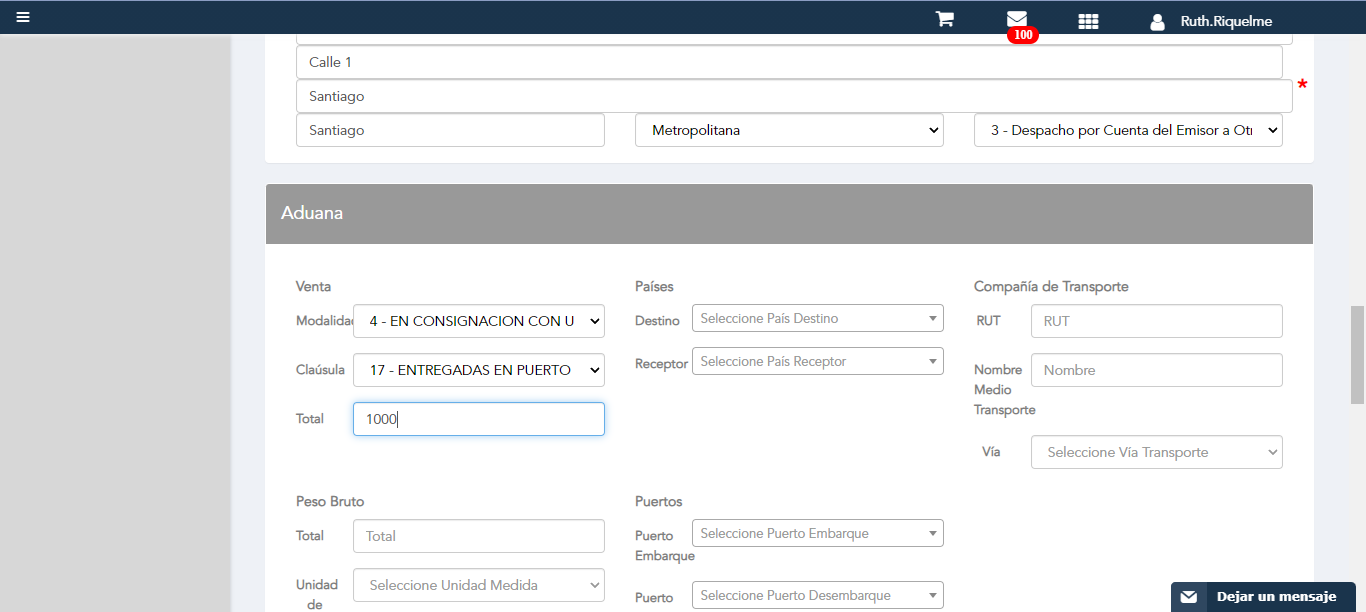 Ruth.Riquelme
100
Calle 1
Santiago
*
Santiago
Metropolitana
3 - Despacho por Cuenta del Emisor a Otr
Aduana
Venta
Países
Compañía de Transporte
Modalidad
4 - EN CONSIGNACION CON U
Destino
Seleccione País Destino
RUT
RUT
Claúsula
17 - ENTREGADAS EN PUERTO
Receptor
Seleccione País Receptor
Nombre
Medio
Transporte
Nombre
Total
1000
Vía
Seleccione Vía Transporte
Peso Bruto
Puertos
Total
Total
Puerto
Embarque
Seleccione Puerto Embarque
Unidad
de
Seleccione Unidad Medida
Puerto
Seleccione Puerto Desembarque
Dejar un mensaje